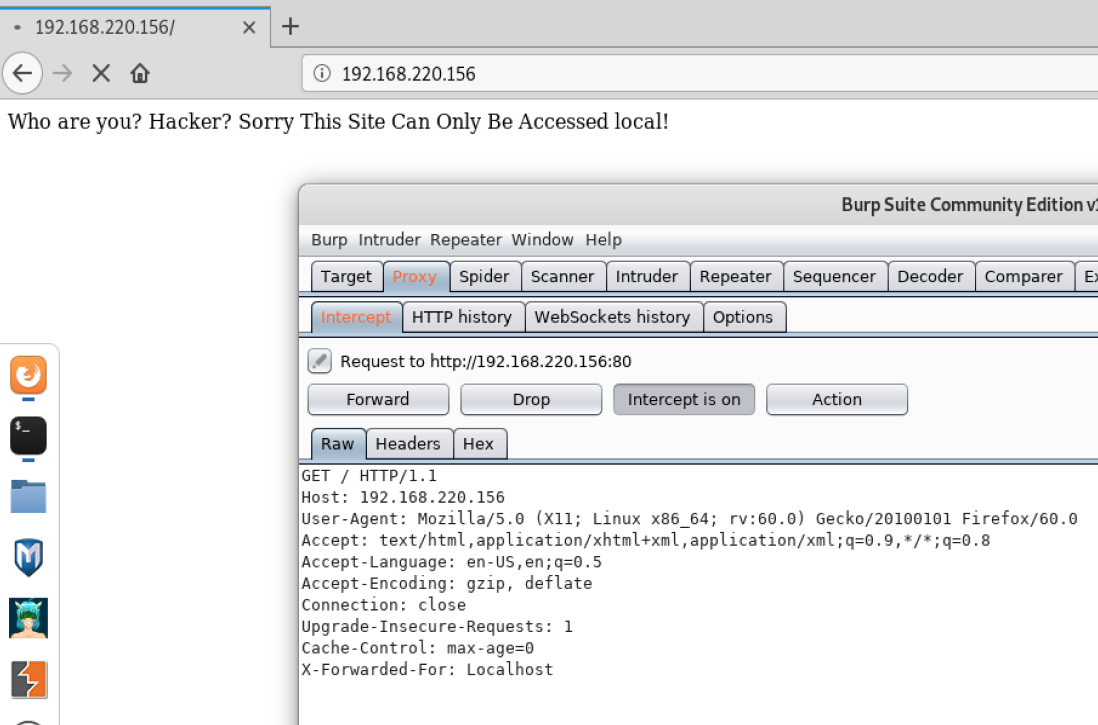 192.168.220.156/
192.168.220.156
Who are you? Hacker? Sorry This Site Can Only Be Accessed local!
Burp Suite Community Edition
Burp Intruder Repeater Window Help
Target Proxy Spider Scanner Intruder Repeater Sequencer Decoder Comparer
Intercept HTTP history WebSockets history Options
Request to http://192.168.220.156:80
Forward Drop Intercept is on Action
Raw Headers Hex
GET / HTTP/1.1
Host: 192.168.220.156
User-Agent: Mozilla/5.0 (X11; Linux x86_64; rv:60.0) Gecko/20100101 Firefox/60.0
Accept: text/html,application/xhtml+xml,application/xml;q=0.9,*/*;q=0.8
Accept-Language: en-US,en;q=0.5
Accept-Encoding: gzip, deflate
Connection: close
Upgrade-Insecure-Requests: 1
Cache-Control: max-age=0
X-Forwarded-For: Localhost